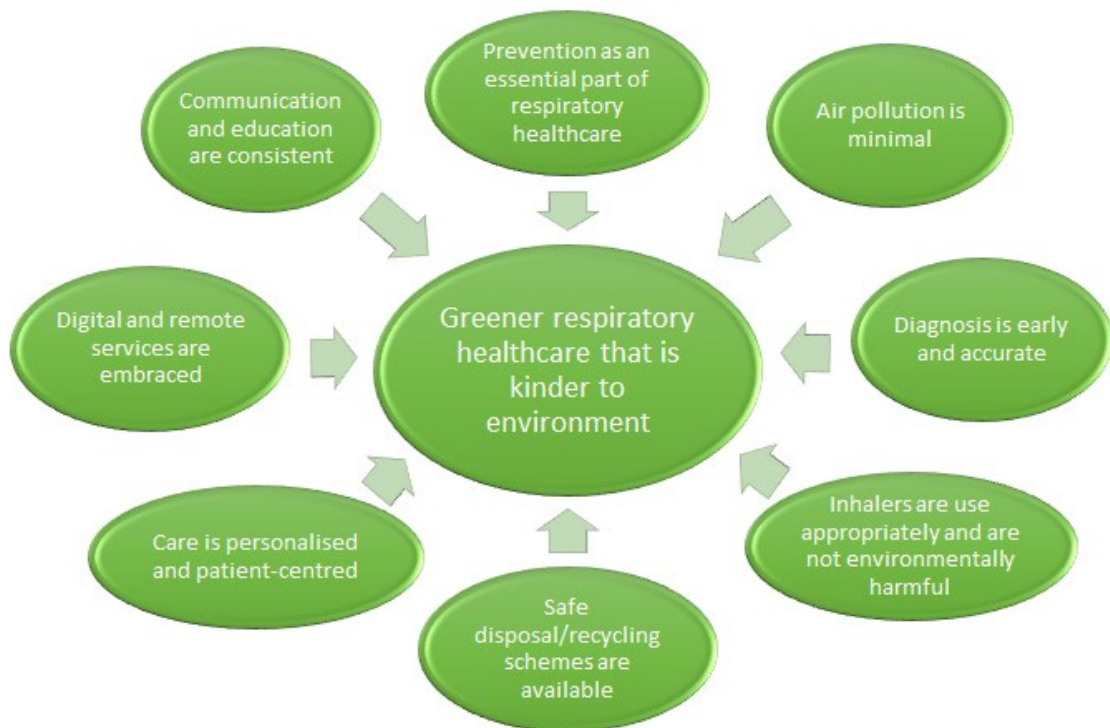 Prevention as an
essential part of
respiratory
healthcare
Communication
and education
are consistent
Air pollution is
minimal
Digital and remote
services are
embraced
Greener respiratory
healthcare that is
kinder to
environment
Diagnosis is early
and accurate
Care is personalised
and patient-centred
Safe
disposal/recycling
schemes are
available
Inhalers are use
appropriately and are
not environmentally
harmful